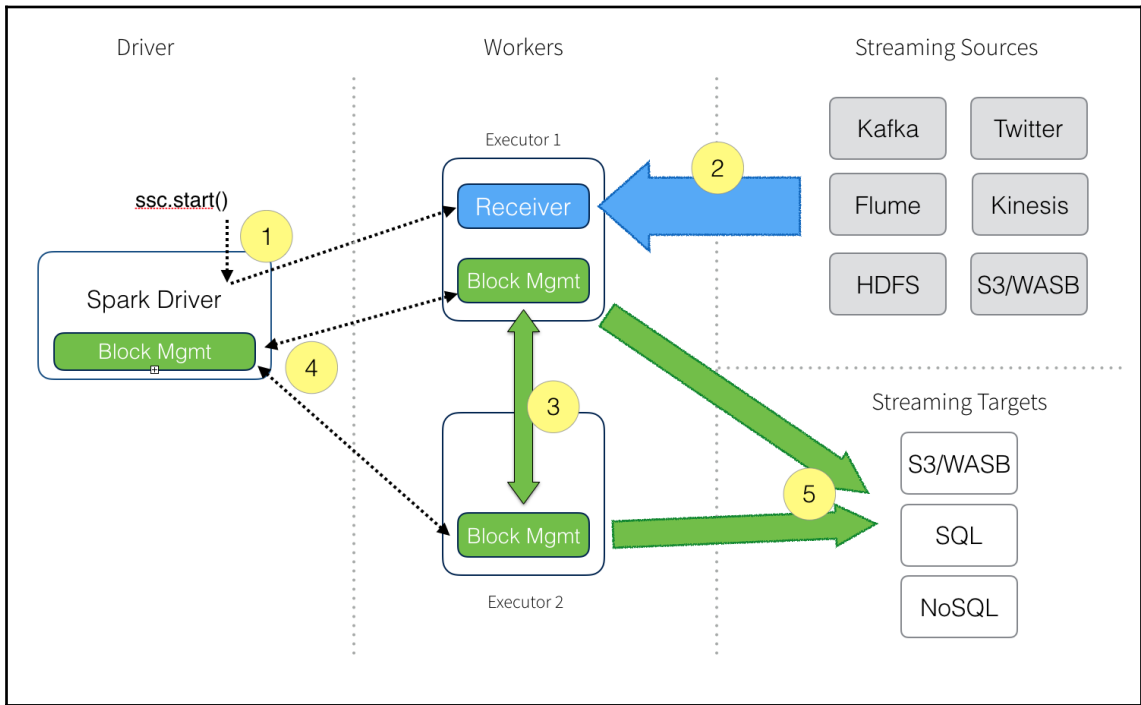 Driver
Workers
Streaming Sources
Kafka
Twitter
Executor 1
2
Receiver
Flume
Kinesis
ssc.start()
1
Block Mgmt
HDFS
S3/WASB
Spark Driver
Block Mgmt
4
3
Streaming Targets
S3/WASB
5
Block Mgmt
SQL
Executor 2
NoSQL